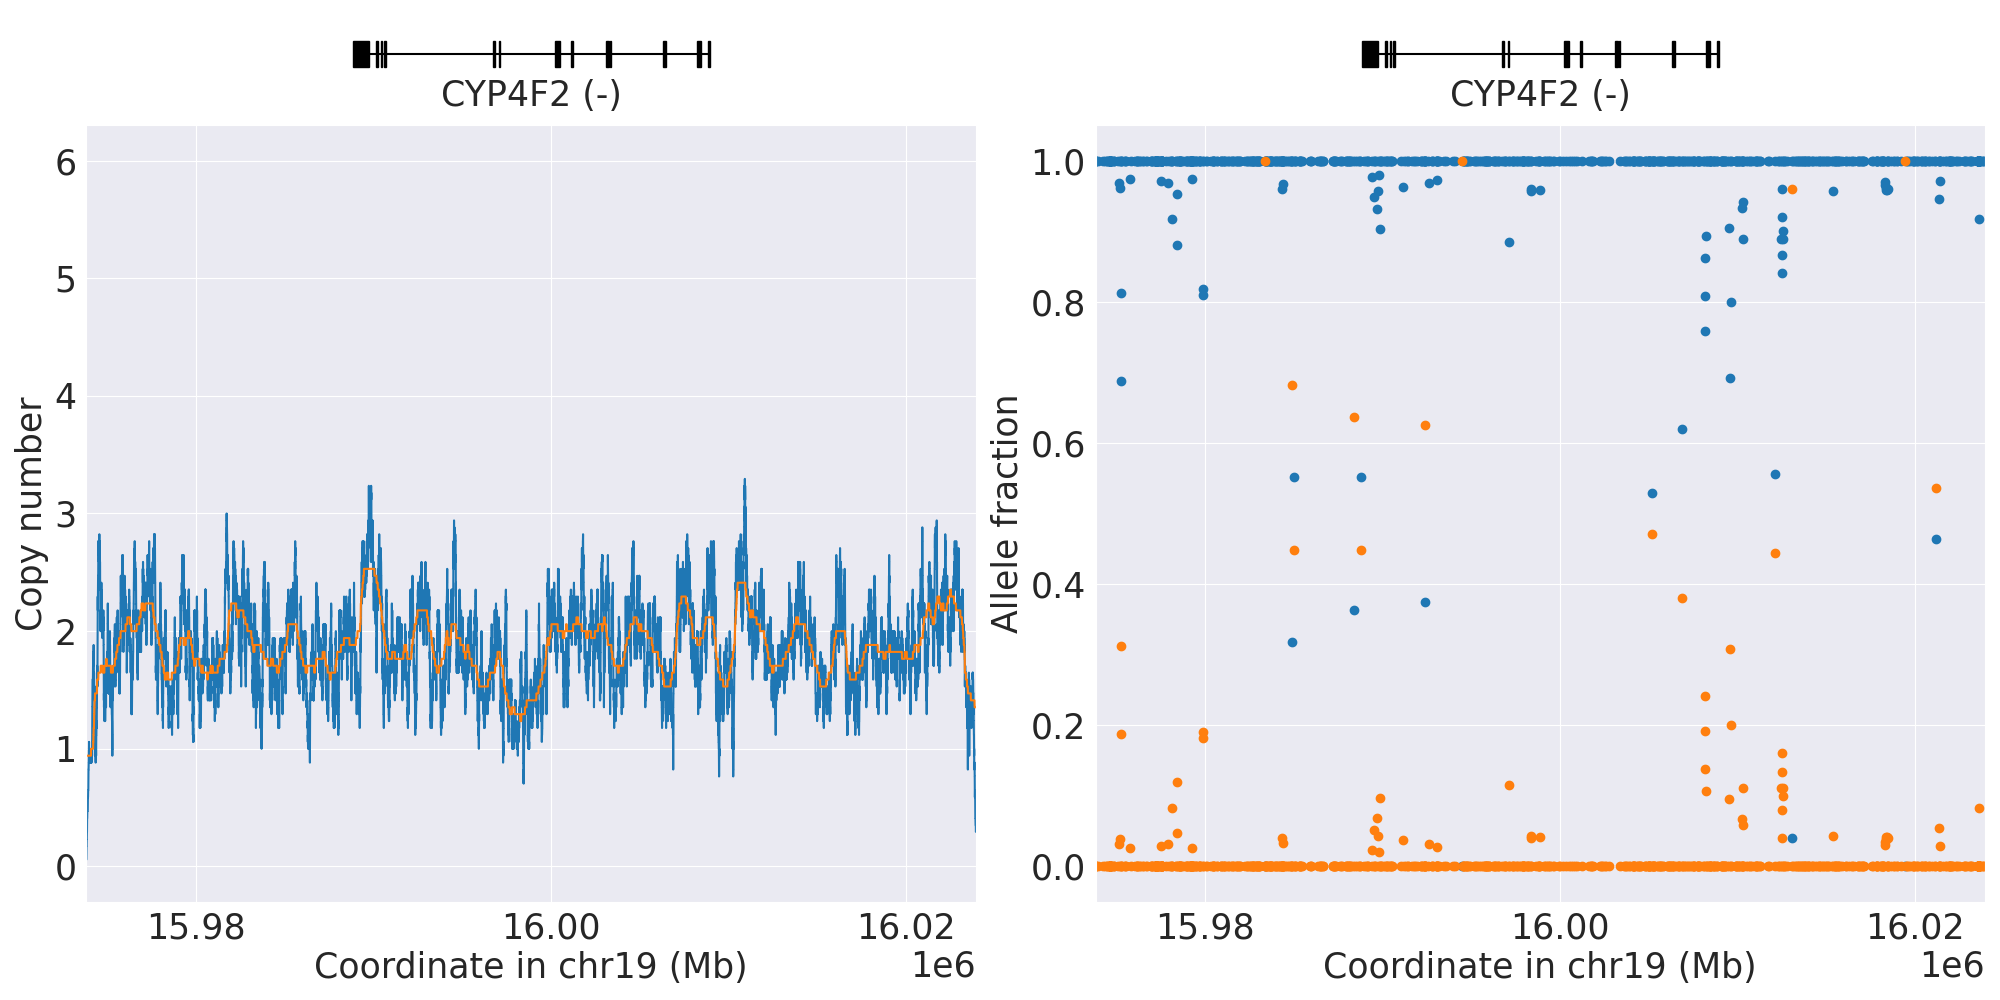 CYP4F2 (-)
6
5
4
3
2
1
0
Copy number
15.98
16.00
16.02
Coordinate in chr19 (Mb)
1e6
CYP4F2 (-)
1.0
0.8
0.6
0.4
0.2
0.0
Allele fraction
15.98
16.00
16.02
Coordinate in chr19 (Mb)
1e6